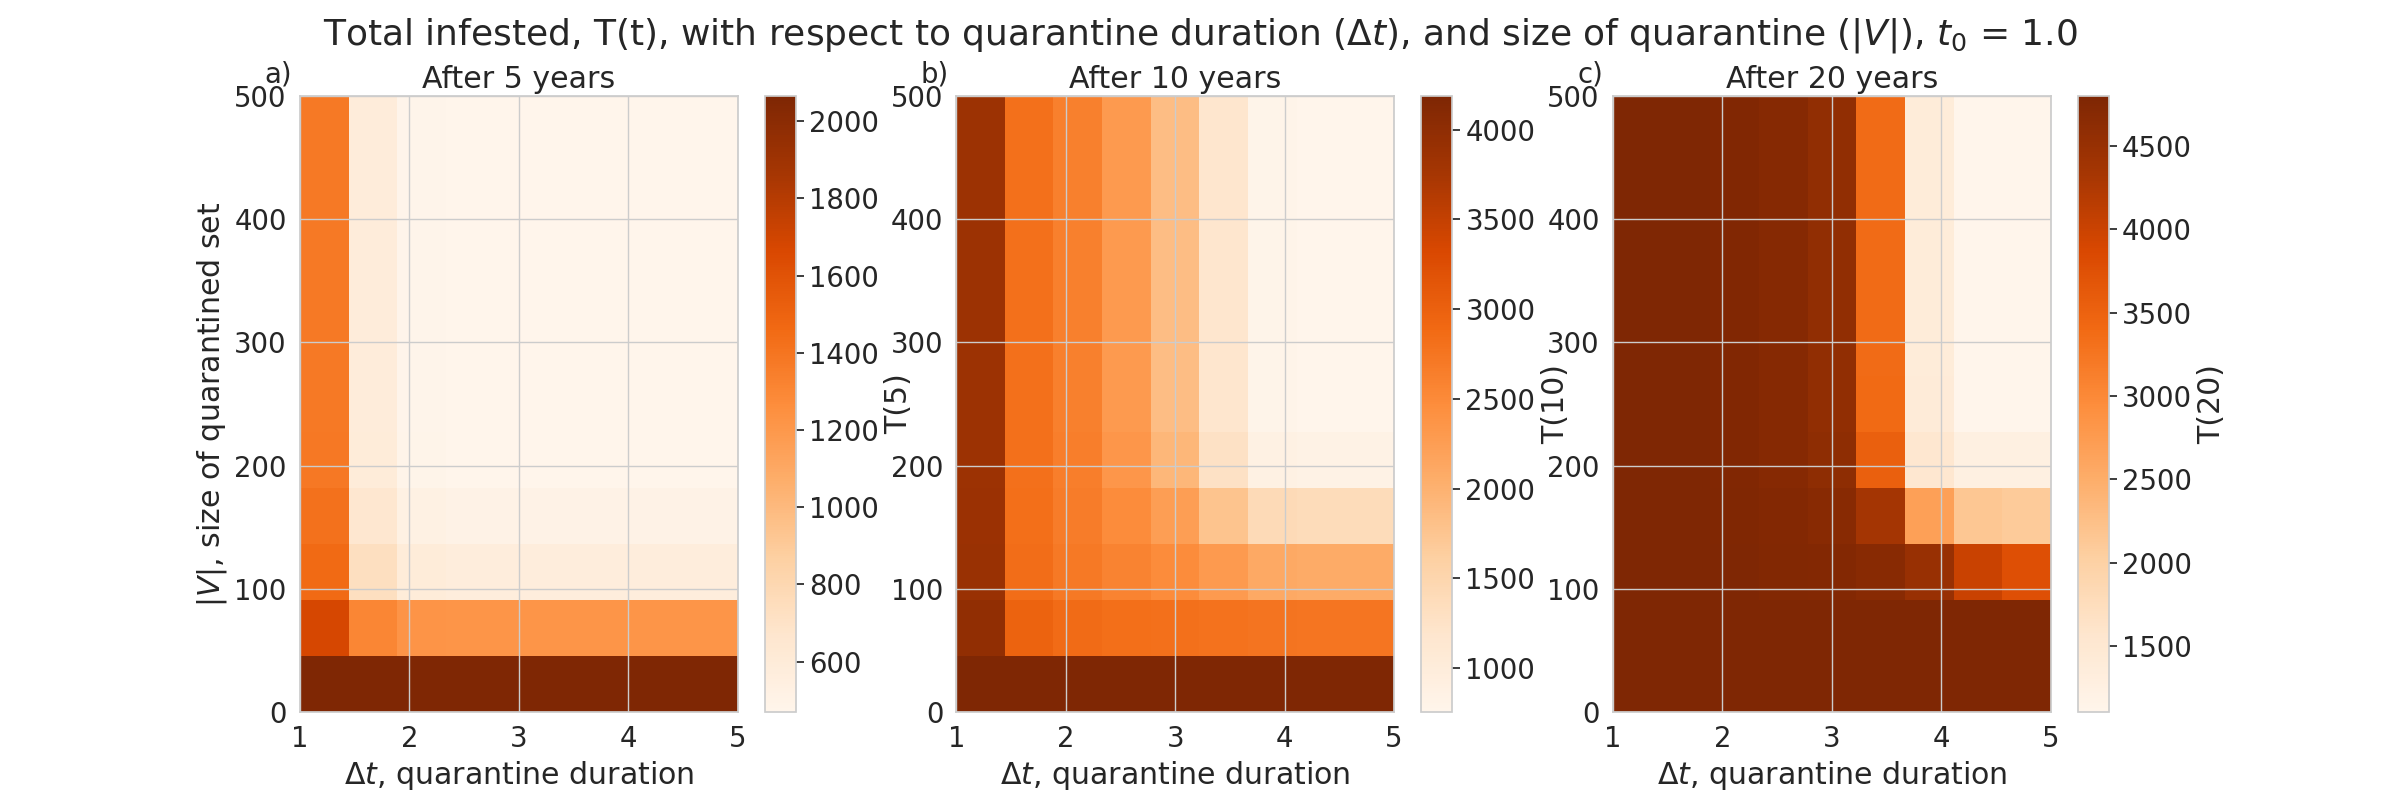 Total infested, T(t), with respect to quarantine duration (Δt), and size of quarantine (|V|), t₀ = 1.0
a)
After 5 years
500
400
300
200
100
0
|V|, size of quarantined set
1 2 3 4 5
Δt, quarantine duration
2000
1800
1600
1400
1200
1000
800
600
T(5)
b)
After 10 years
500
400
300
200
100
0
1 2 3 4 5
Δt, quarantine duration
4000
3500
3000
2500
2000
1500
1000
T(10)
c)
After 20 years
500
400
300
200
100
0
1 2 3 4 5
Δt, quarantine duration
4500
4000
3500
3000
2500
2000
1500
T(20)